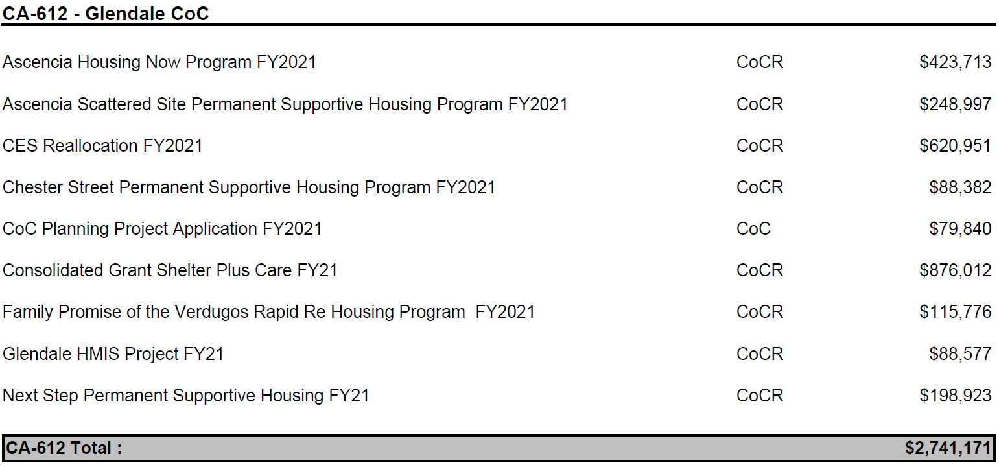 CA-612 - Glendale CoC
Ascencia Housing Now Program FY2021 CoCR $423,713
Ascencia Scattered Site Permanent Supportive Housing Program FY2021 CoCR $248,997
CES Reallocation FY2021 CoCR $620,951
Chester Street Permanent Supportive Housing Program FY2021 CoCR $88,382
CoC Planning Project Application FY2021 CoC $79,840
Consolidated Grant Shelter Plus Care FY21 CoCR $876,012
Family Promise of the Verdugos Rapid Re Housing Program  FY2021 CoCR $115,776
Glendale HMIS Project FY21 CoCR $88,577
Next Step Permanent Supportive Housing FY21 CoCR $198,923
CA-612 Total : $2,741,171